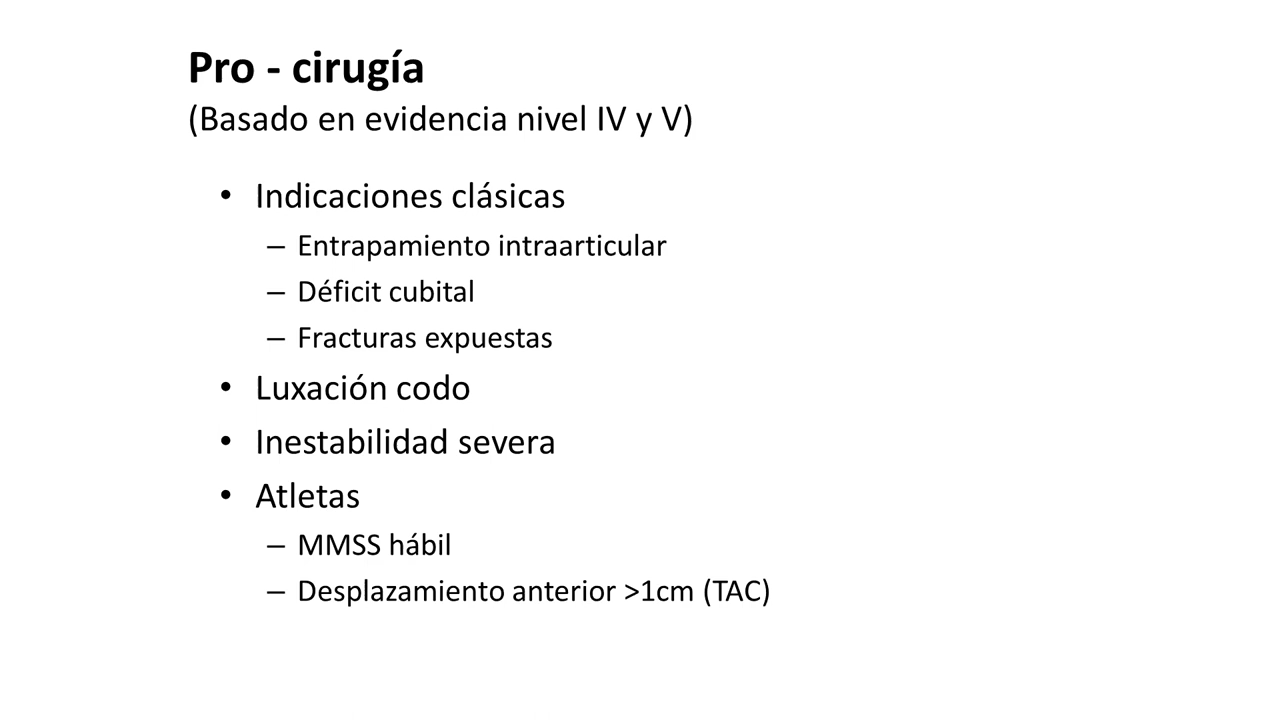 Pro - cirugía
(Basado en evidencia nivel IV y V)
• Indicaciones clásicas
– Entrapamiento intraarticular
– Déficit cubital
– Fracturas expuestas
• Luxación codo
• Inestabilidad severa
• Atletas
– MMSS hábil
– Desplazamiento anterior >1cm (TAC)